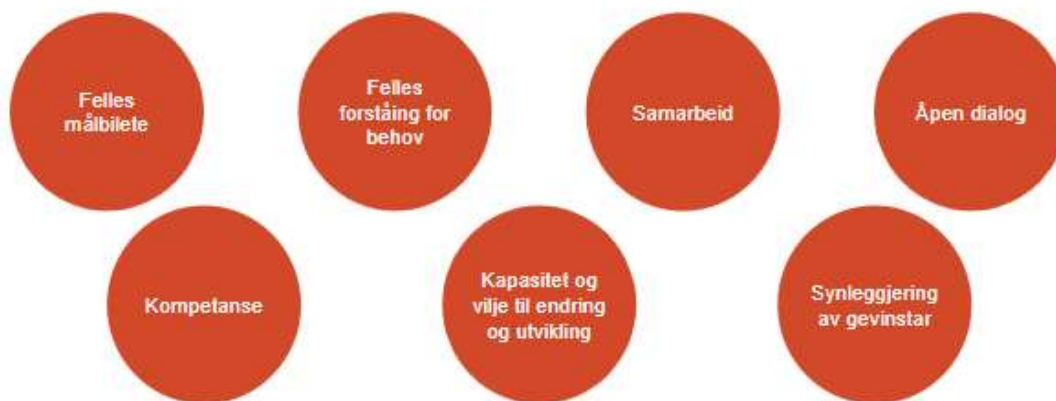 Felles
målbilete
Felles
forståing for
behov
Samarbeid
Åpen dialog
Kompetanse
Kapasitet og
vilje til endring
og utvikling
Synleggjering
av gevinstar